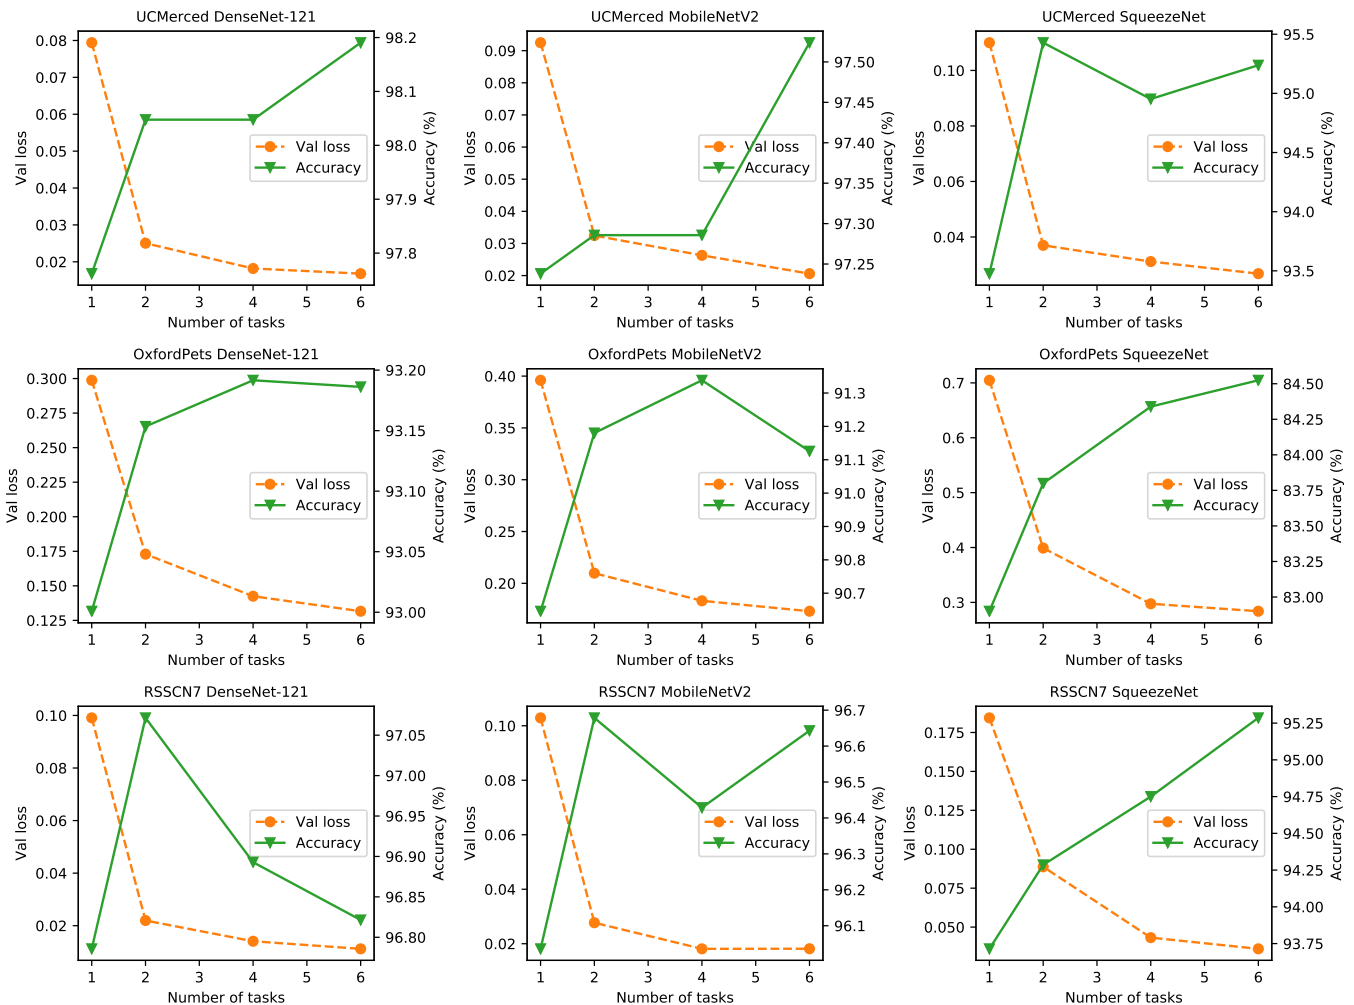 UCMerced DenseNet-121
0.08
0.07
0.06
0.05
0.04
0.03
0.02
Val loss
98.2
98.1
98.0
97.9
97.8
Accuracy (%)
Val loss
Accuracy
1 2 3 4 5 6
Number of tasks
UCMerced MobileNetV2
0.09
0.08
0.07
0.06
0.05
0.04
0.03
0.02
Val loss
97.50
97.45
97.40
97.35
97.30
97.25
Accuracy (%)
Val loss
Accuracy
1 2 3 4 5 6
Number of tasks
UCMerced SqueezeNet
0.10
0.08
0.06
0.04
Val loss
95.5
95.0
94.5
94.0
93.5
Accuracy (%)
Val loss
Accuracy
1 2 3 4 5 6
Number of tasks
OxfordPets DenseNet-121
0.300
0.275
0.250
0.225
0.200
0.175
0.150
0.125
Val loss
93.20
93.15
93.10
93.05
93.00
Accuracy (%)
Val loss
Accuracy
1 2 3 4 5 6
Number of tasks
OxfordPets MobileNetV2
0.40
0.35
0.30
0.25
0.20
Val loss
91.3
91.2
91.1
91.0
90.9
90.8
90.7
Accuracy (%)
Val loss
Accuracy
1 2 3 4 5 6
Number of tasks
OxfordPets SqueezeNet
0.7
0.6
0.5
0.4
0.3
Val loss
84.50
84.25
84.00
83.75
83.50
83.25
83.00
Accuracy (%)
Val loss
Accuracy
1 2 3 4 5 6
Number of tasks
RSSCN7 DenseNet-121
0.10
0.08
0.06
0.04
0.02
Val loss
97.05
97.00
96.95
96.90
96.85
96.80
Accuracy (%)
Val loss
Accuracy
1 2 3 4 5 6
Number of tasks
RSSCN7 MobileNetV2
0.10
0.08
0.06
0.04
0.02
Val loss
96.7
96.6
96.5
96.4
96.3
96.2
96.1
Accuracy (%)
Val loss
Accuracy
1 2 3 4 5 6
Number of tasks
RSSCN7 SqueezeNet
0.175
0.150
0.125
0.100
0.075
0.050
Val loss
95.25
95.00
94.75
94.50
94.25
94.00
93.75
Accuracy (%)
Val loss
Accuracy
1 2 3 4 5 6
Number of tasks